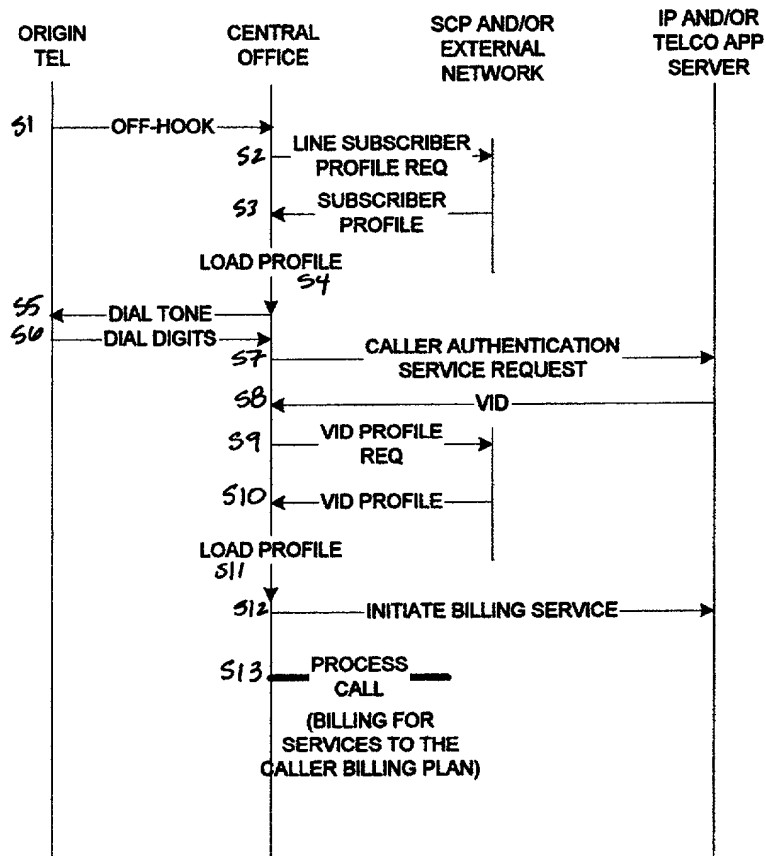 ORIGIN
TEL
CENTRAL
OFFICE
SCP AND/OR
EXTERNAL
NETWORK
IP AND/OR
TELCO APP
SERVER
S1
OFF-HOOK
S2
LINE SUBSCRIBER
PROFILE REQ
S3
SUBSCRIBER
PROFILE
LOAD PROFILE
S4
S5
DIAL TONE
S6
DIAL DIGITS
S7
CALLER AUTHENTICATION
SERVICE REQUEST
S8
VID
S9
VID PROFILE
REQ
S10
VID PROFILE
LOAD PROFILE
S11
S12
INITIATE BILLING SERVICE
S13
PROCESS
CALL
(BILLING FOR
SERVICES TO THE
CALLER BILLING PLAN)